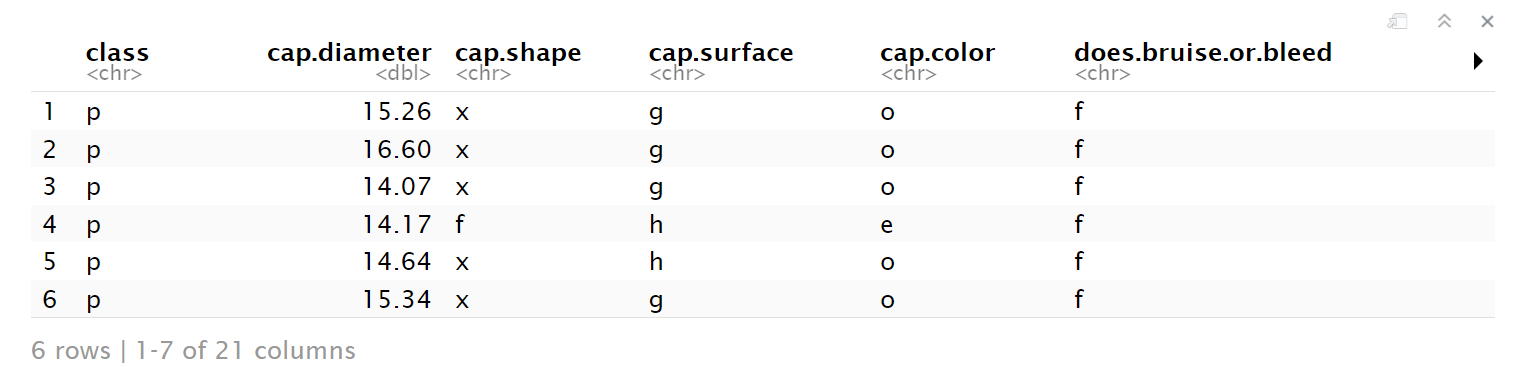 class cap.diameter cap.shape cap.surface cap.color does.bruise.or.bleed
<chr> <dbl> <chr> <chr> <chr> <chr>
1 p 15.26 x g o f
2 p 16.60 x g o f
3 p 14.07 x g o f
4 p 14.17 f h e f
5 p 14.64 x h o f
6 p 15.34 x g o f
6 rows | 1-7 of 21 columns